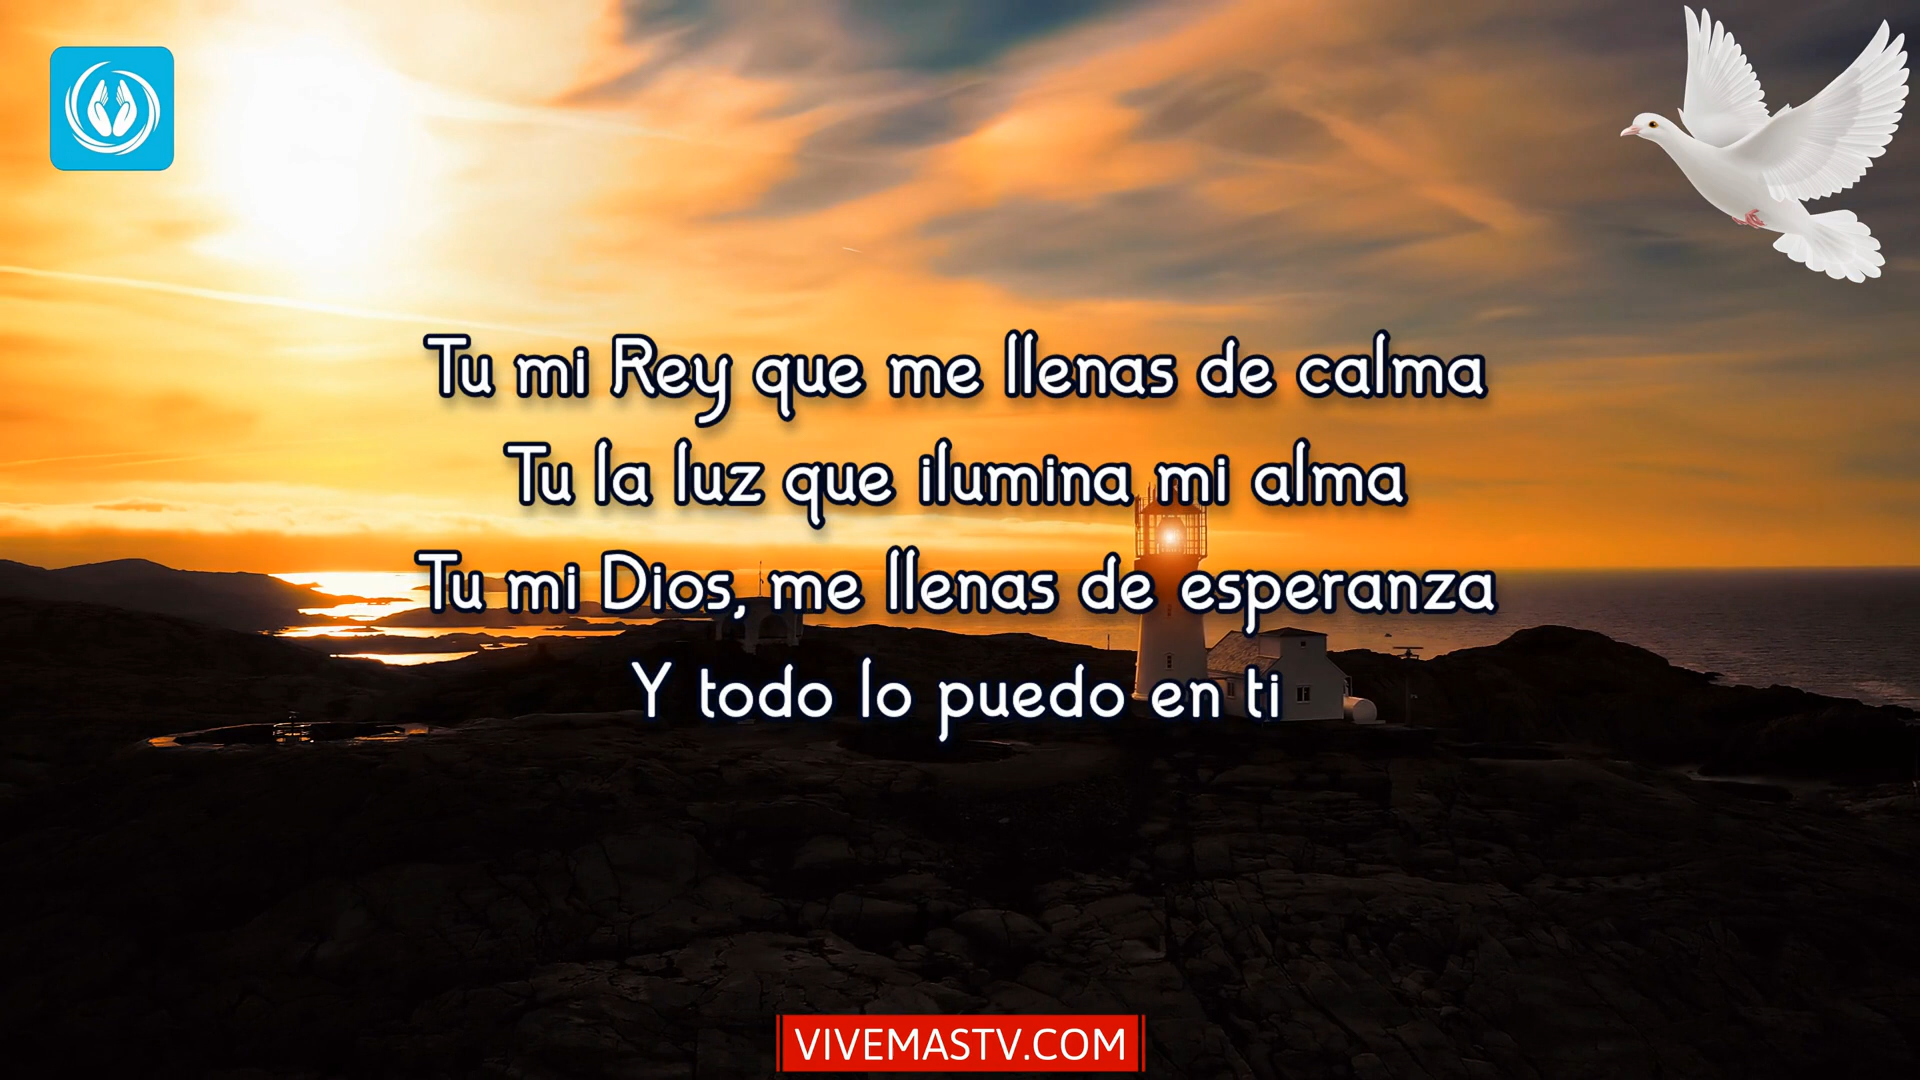 Tu mi Rey que me llenas de calma
Tu la luz que ilumina mi alma
Tu mi Dios, me llenas de esperanza
Y todo lo puedo en ti
VIVEMASTV.COM